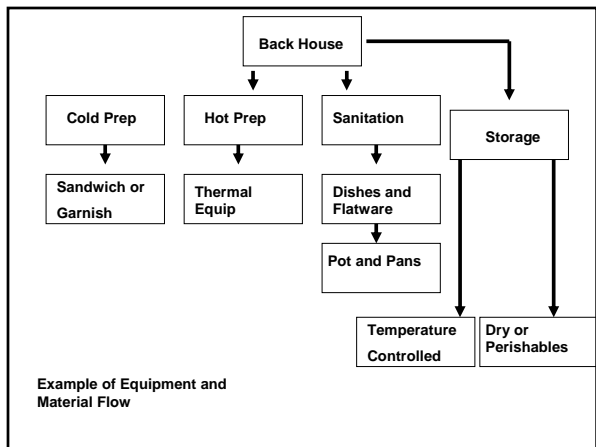 Back House
Cold Prep
Hot Prep
Sanitation
Storage
Sandwich or
Garnish
Thermal
Equip
Dishes and
Flatware
Pot and Pans
Temperature
Controlled
Dry or
Perishables
Example of Equipment and
Material Flow